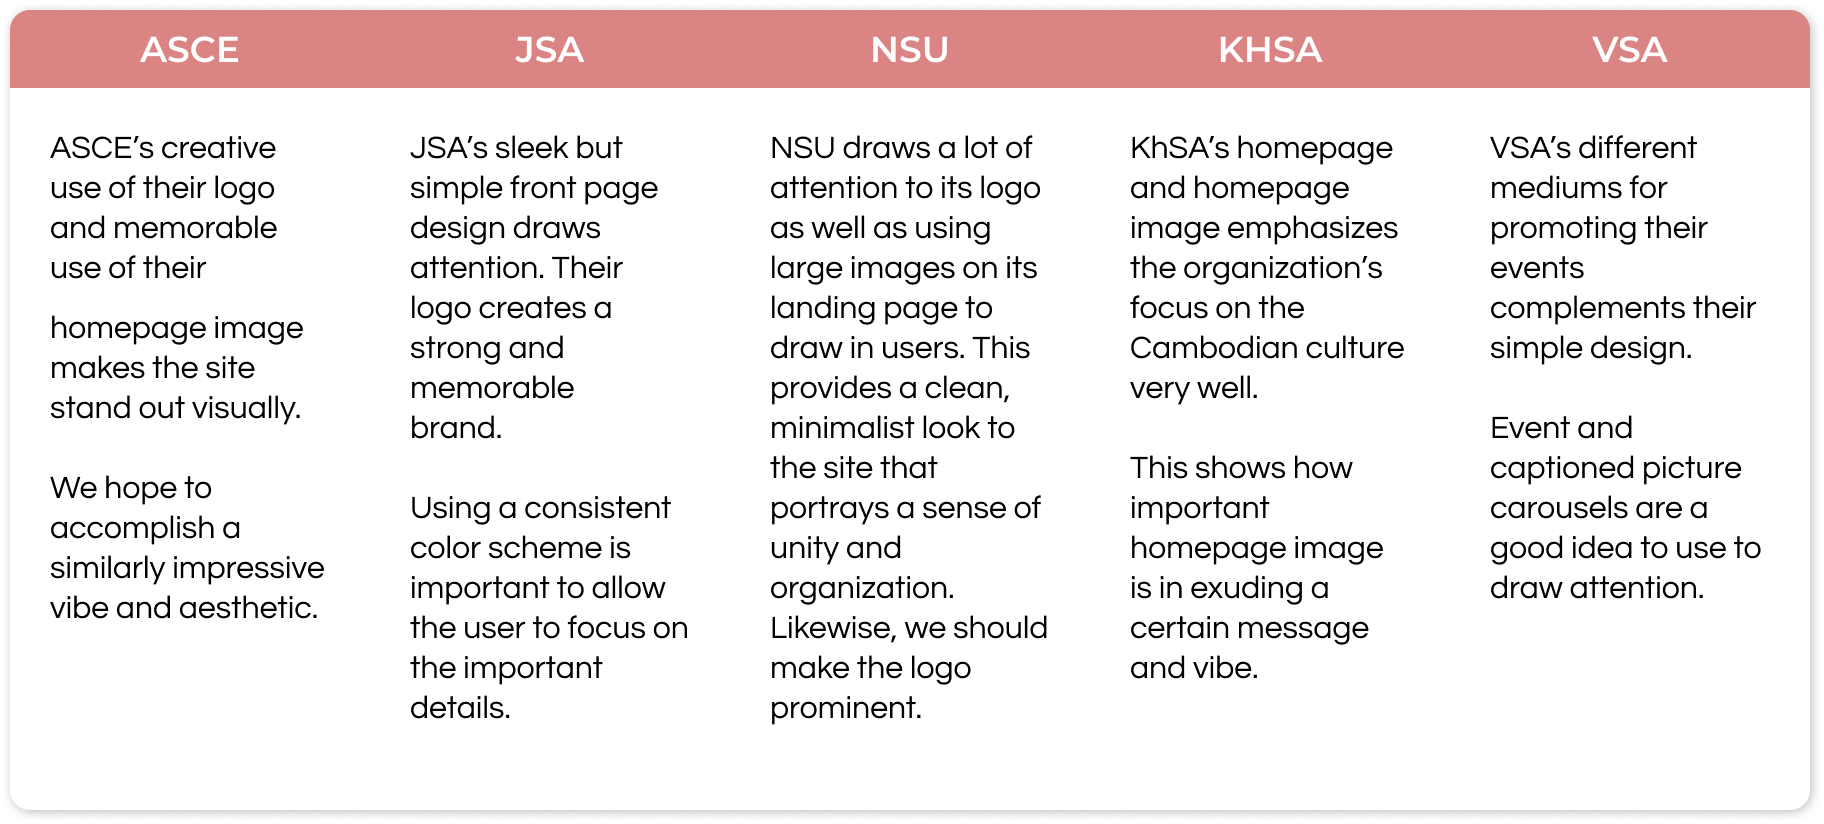 ASCE
JSA
NSU
KHSA
VSA
ASCE’s creative
use of their logo
and memorable
use of their
homepage image
makes the site
stand out visually.
We hope to
accomplish a
similarly impressive
vibe and aesthetic.
JSA’s sleek but
simple front page
design draws
attention. Their
logo creates a
strong and
memorable
brand.
Using a consistent
color scheme is
important to allow
the user to focus on
the important
details.
NSU draws a lot of
attention to its logo
as well as using
large images on its
landing page to
draw in users. This
provides a clean,
minimalist look to
the site that
portrays a sense of
unity and
organization.
Likewise, we should
make the logo
prominent.
KhSA’s homepage
and homepage
image emphasizes
the organization’s
focus on the
Cambodian culture
very well.
This shows how
important
homepage image
is in exuding a
certain message
and vibe.
VSA’s different
mediums for
promoting their
events
complements their
simple design.
Event and
captioned picture
carousels are a
good idea to use to
draw attention.